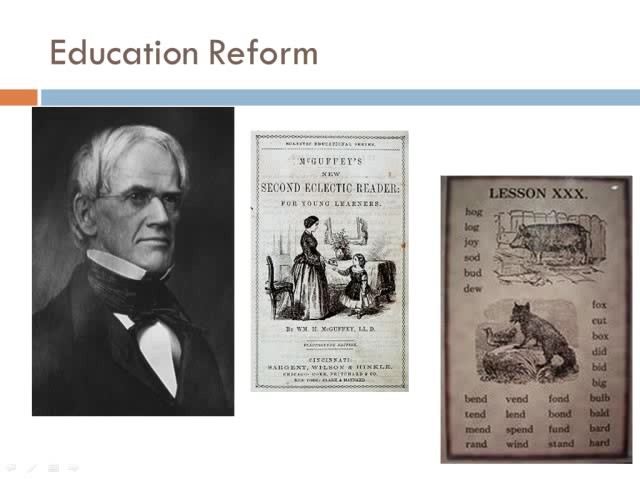 Education Reform
ECLECTIC EDUCATIONAL SERIES.
McGUFFEY'S
NEW
SECOND ECLECTIC READER:
FOR YOUNG LEARNERS.
BY WM. H. McGUFFEY, LL. D.
CINCINNATI:
SARGENT, WILSON & HINKLE,
LESSON XXX.
hog
log
joy
sod
bud
dew
fox
cut
box
did
bid
big
bend vend fond bulb
tend lend bond bald
mend spend fund bard
rand wind stand hard